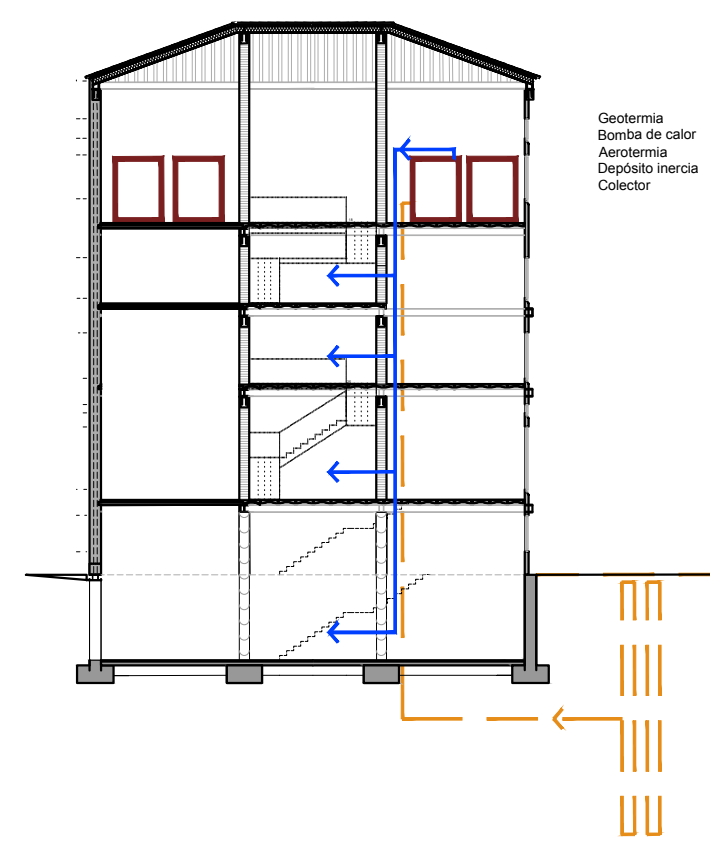 Geotermia
Bomba de calor
Aerotermia
Depósito inercia
Colector